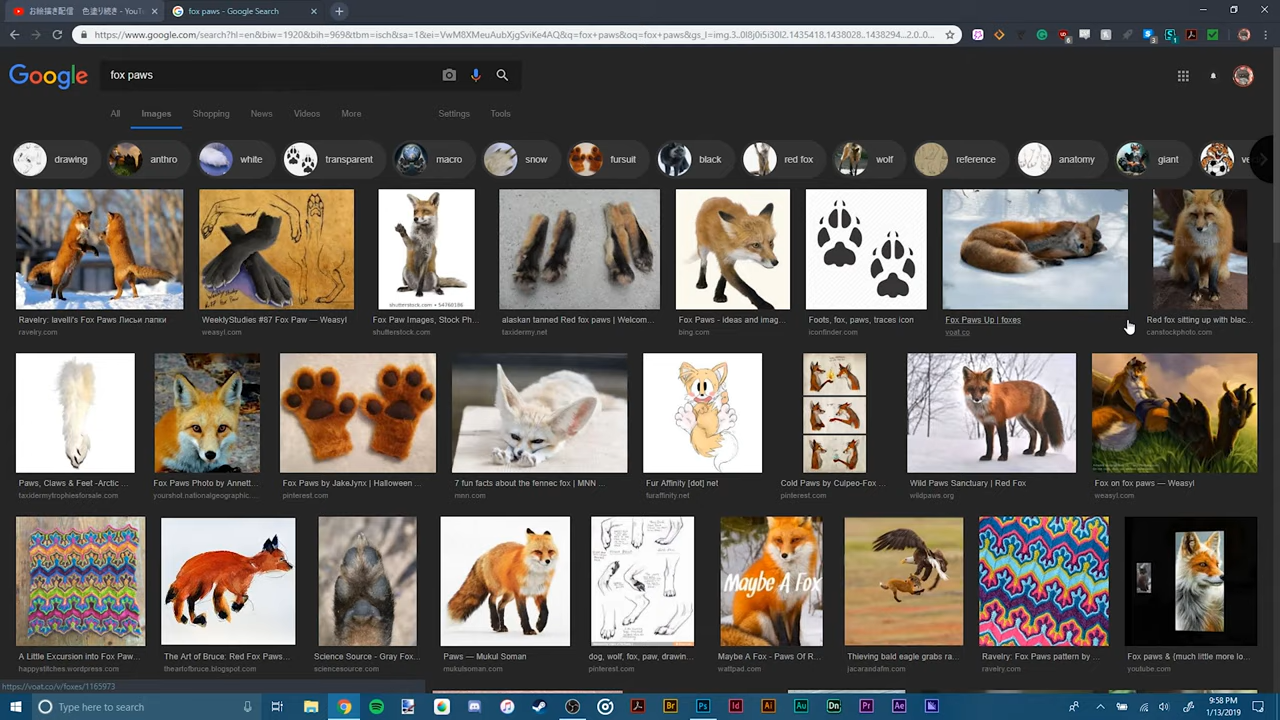 お絵描き配信　色塗り続き - YouT
fox paws - Google Search
https://www.google.com/search?hl=en&biw=1920&bih=969&tbm=isch&sa=1&ei=VwM8XMeuAubXjgSviKe4AQ&q=fox+paws&oq=fox+paws&gs_l=img.3..0l8j0i5i30l2.1435418.1438028..1438294...2.0..0...
Google
fox paws
All Images Shopping News Videos More Settings Tools
drawing anthro white transparent macro snow fursuit black red fox wolf reference anatomy giant
Ravelry: lavelli's Fox Paws Лисьи лапки
ravelry.com
WeeklyStudies #87 Fox Paw — Weasyl
weasyl.com
shutterstock.com • 54768186
Fox Paw Images, Stock Ph...
shutterstock.com
alaskan tanned Red fox paws | Welcom...
taxidermy.net
Fox Paws - ideas and imag...
bing.com
Foots, fox, paws, traces icon
iconfinder.com
Fox Paws Up | foxes
voat.co
Red fox sitting up with blac...
canstockphoto.com
Paws, Claws & Feet -Arctic ...
taxidermytrophiesforsale.com
Fox Paws Photo by Annett...
yourshot.nationalgeographic...
Fox Paws by JakeJynx | Halloween ...
pinterest.com
7 fun facts about the fennec fox | MNN ...
mnn.com
Fur Affinity [dot] net
furaffinity.net
Cold Paws by Culpeo-Fox ...
pinterest.com
Wild Paws Sanctuary | Red Fox
wildpaws.org
Fox on fox paws — Weasyl
weasyl.com
A Little Excursion into Fox Paw...
happystitches.wordpress.com
The Art of Bruce: Red Fox Paws...
theartofbruce.blogspot.com
Science Source - Gray Fox...
sciencesource.com
Paws — Mukul Soman
mukulsoman.com
dog, wolf, fox, paw, drawin...
pinterest.com
Maybe A Fox
Maybe A Fox - Paws Of R...
wattpad.com
Thieving bald eagle grabs ra...
jacarandafm.com
Ravelry: Fox Paws pattern by ...
ravelry.com
Fox paws & {much little more lo...
youtube.com
https://voat.co/v/foxes/1165973
Type here to search
9:58 PM
1/13/2019